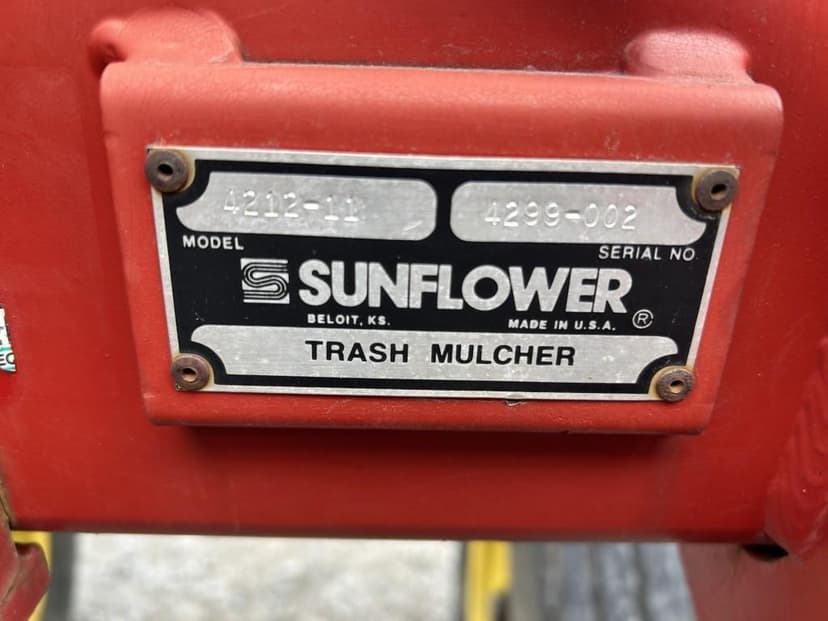 4212-11 4299-002
MODEL SERIAL NO
SUNFLOWER
BELOIT, KS. MADE IN U.S.A. ®
TRASH MULCHER